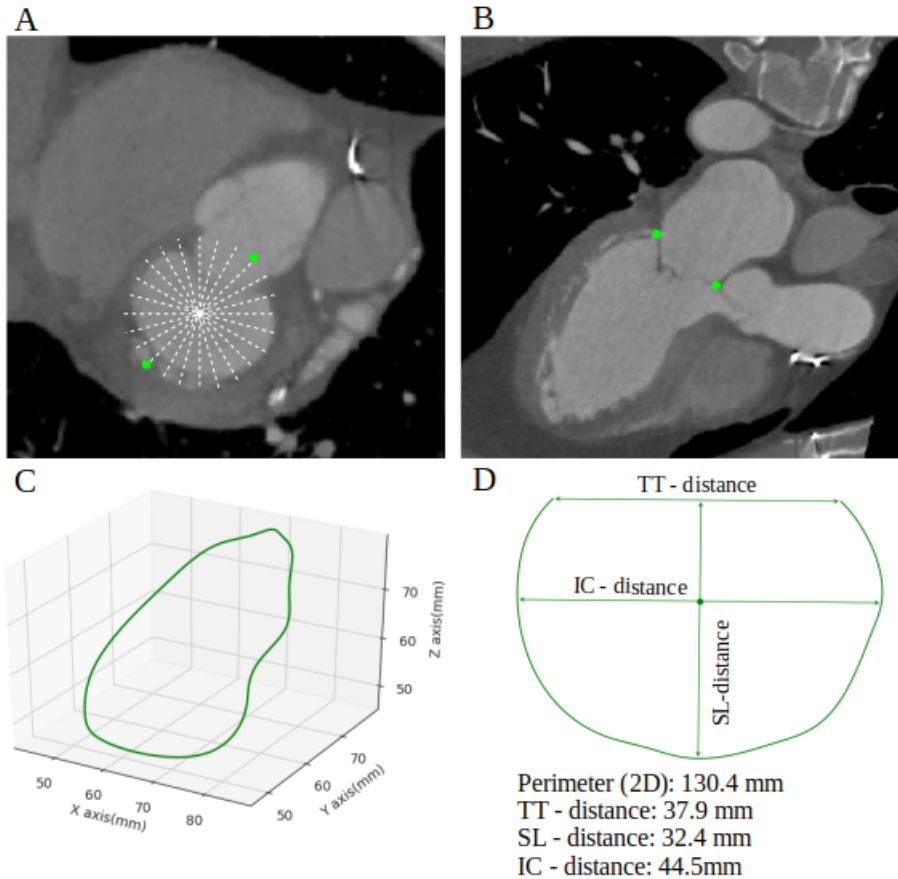 A
B
C
70
60
50
Z axis(mm)
50
60
70
80
X axis(mm)
50
60
70
Y axis(mm)
D
TT - distance
IC - distance
SL-distance
Perimeter (2D): 130.4 mm
TT - distance: 37.9 mm
SL - distance: 32.4 mm
IC - distance: 44.5mm